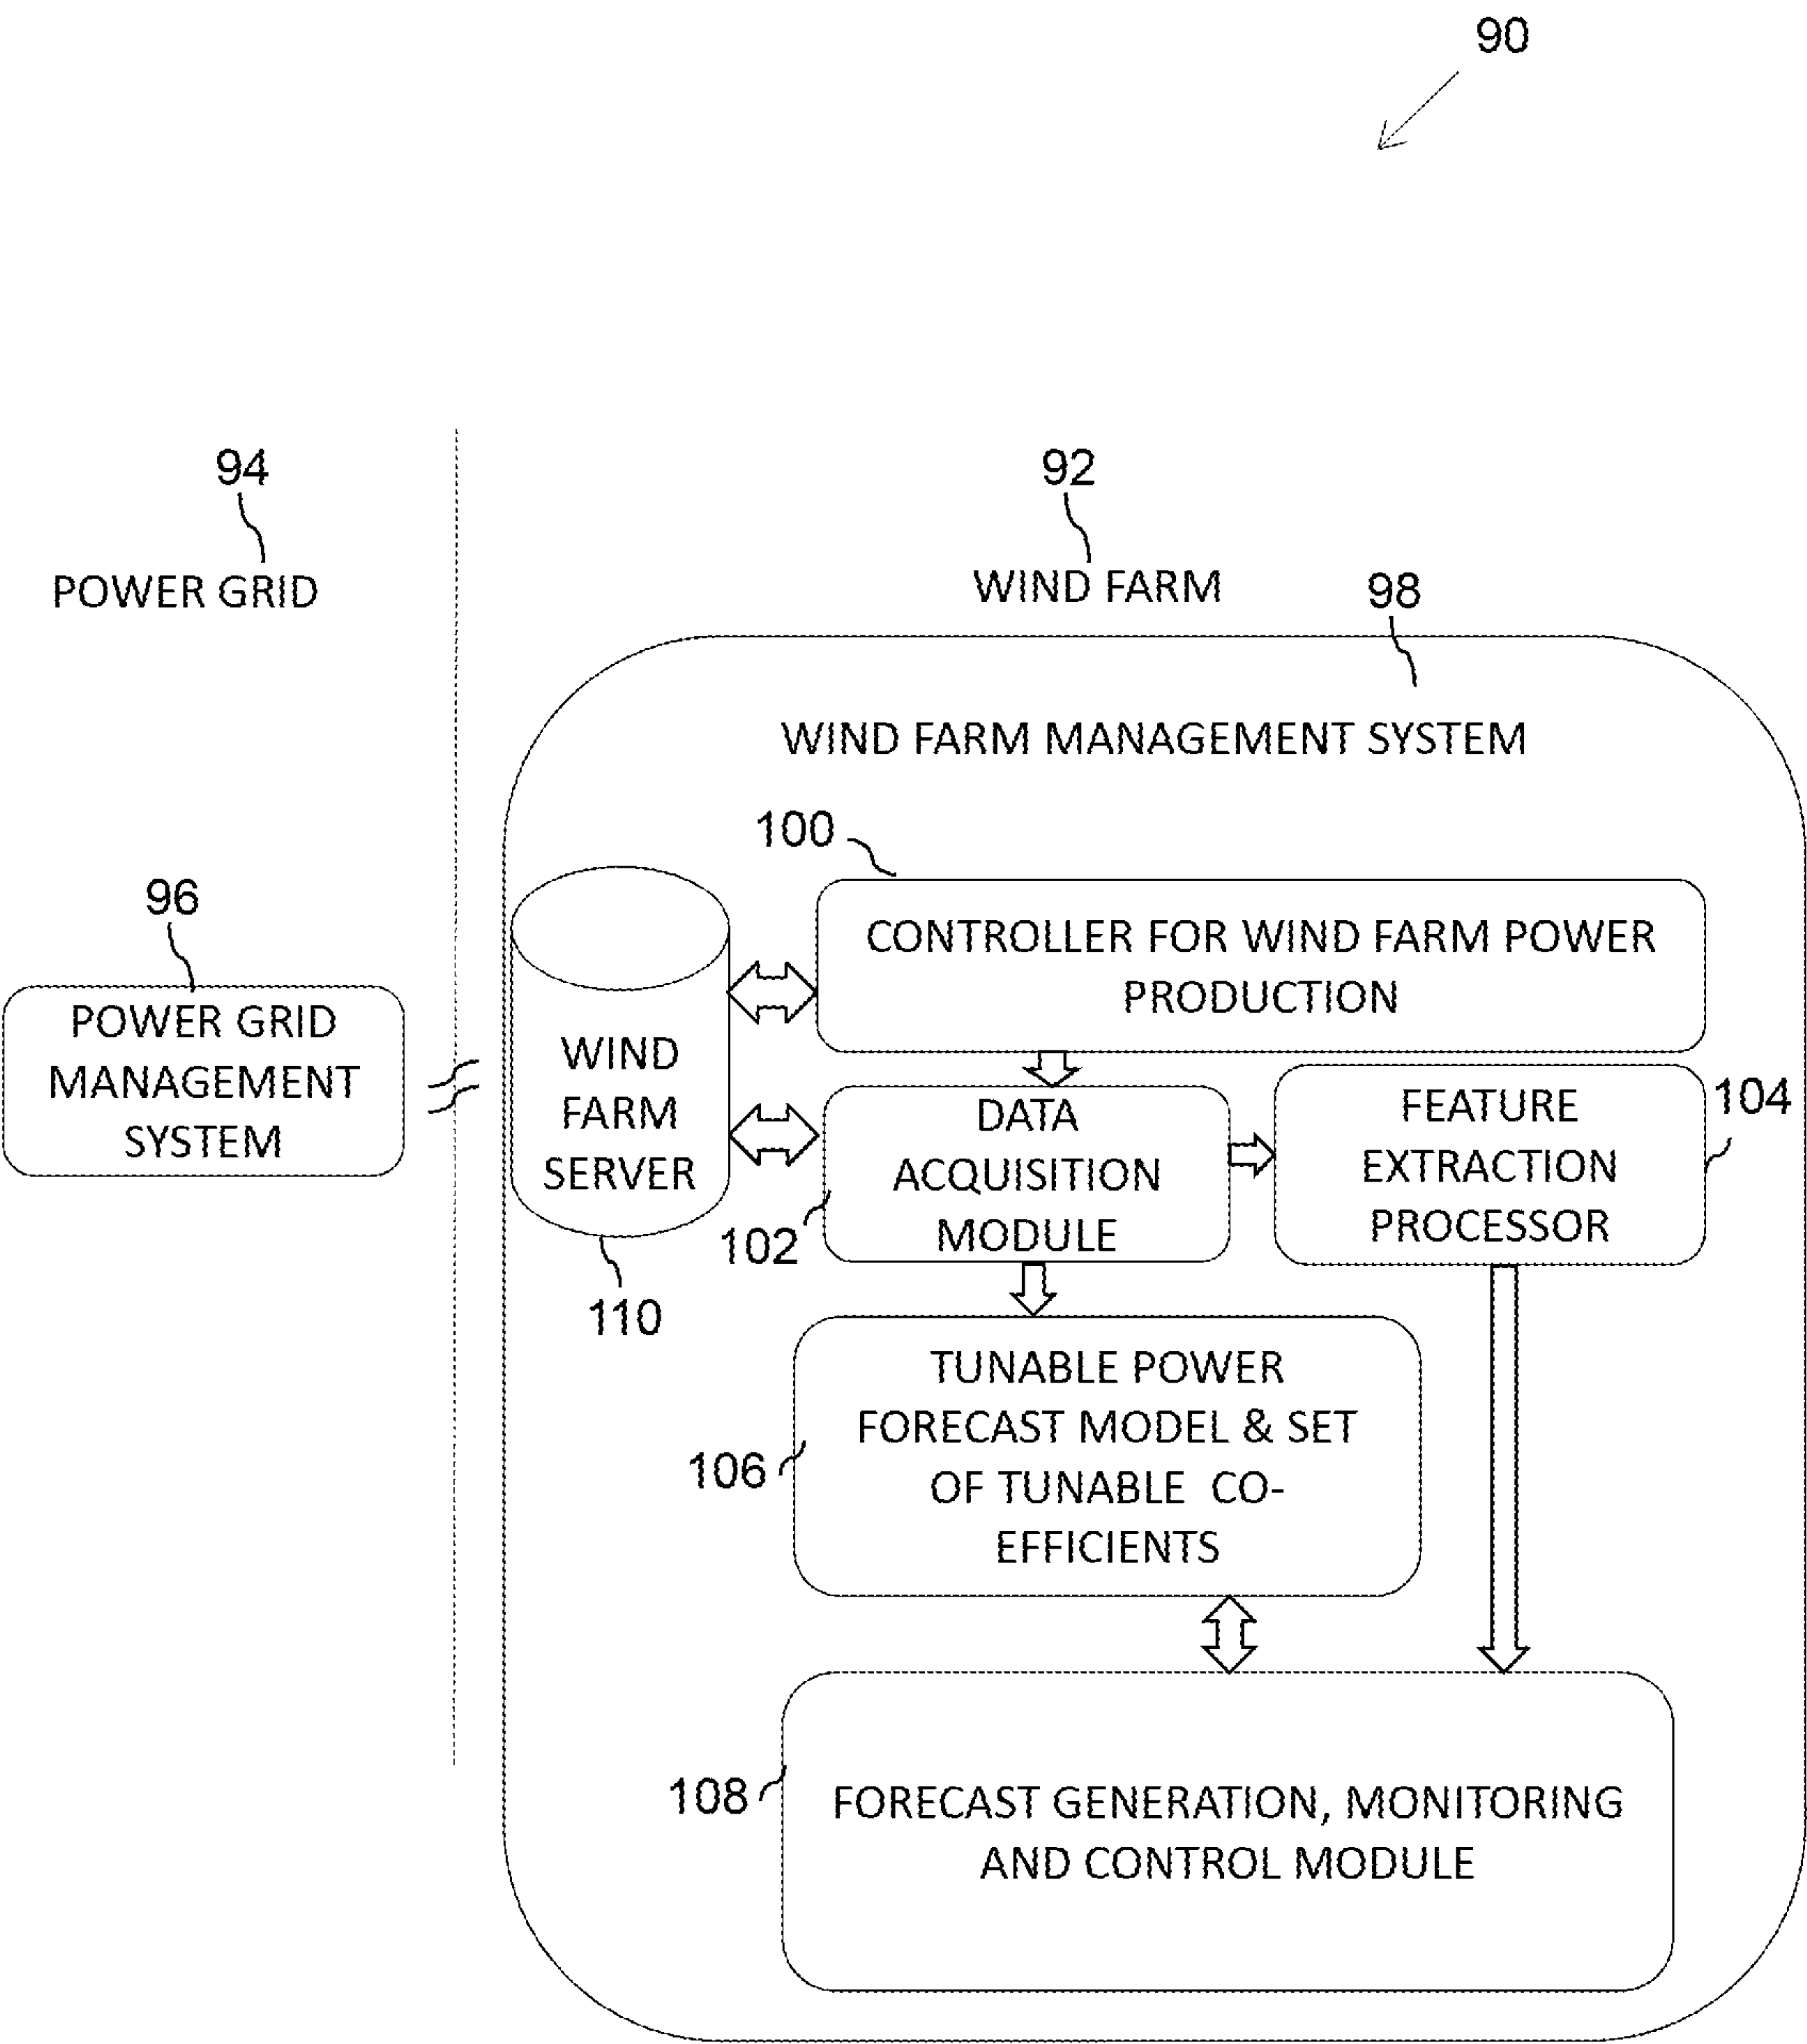 90
94
POWER GRID
92
WIND FARM
98
WIND FARM MANAGEMENT SYSTEM
96
POWER GRID
MANAGEMENT
SYSTEM
WIND
FARM
SERVER
110
100
CONTROLLER FOR WIND FARM POWER
PRODUCTION
DATA
ACQUISITION
MODULE
102
FEATURE
EXTRACTION
PROCESSOR
104
TUNABLE POWER
FORECAST MODEL & SET
OF TUNABLE CO-
EFFICIENTS
106
108
FORECAST GENERATION, MONITORING
AND CONTROL MODULE